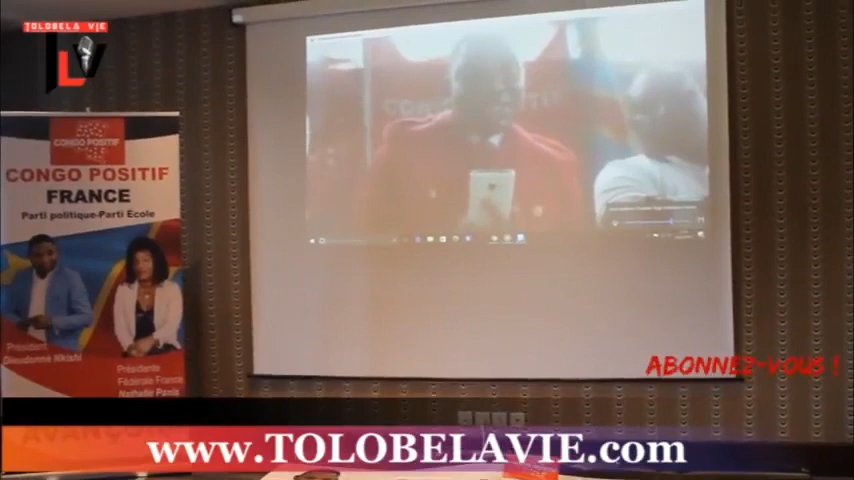 TOLOBELA VIE
CONGO POSITIF
CONGO POSITIF
FRANCE
Parti politique-Parti Ecole
Président
Dieudonné Nkishi
Présidente
Fédérale France
Nathalie Panla
ABONNEZ-VOUS !
www.TOLOBELAVIE.com